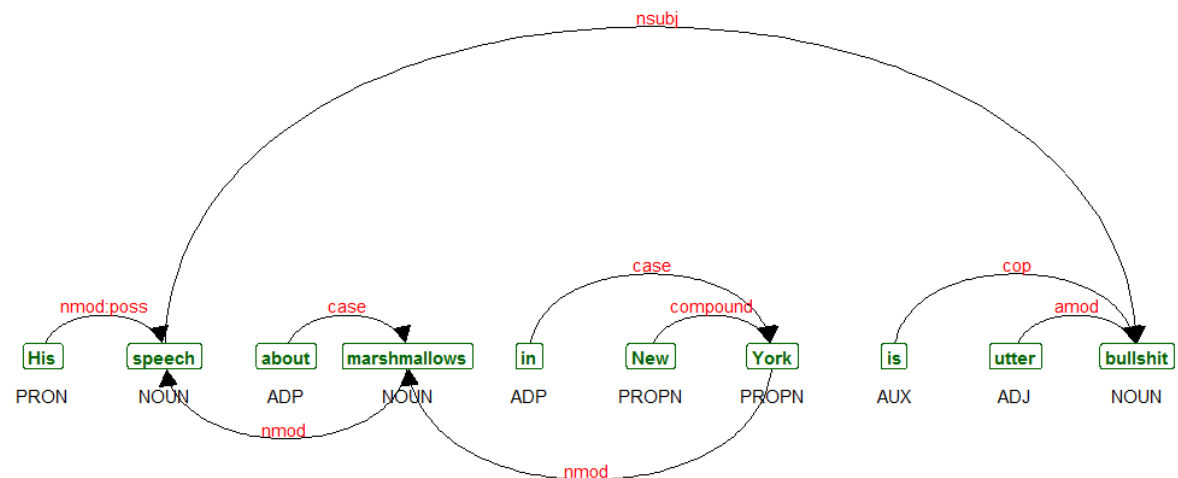 nsubj
case cop
nmod:poss case compound amod
His speech about marshmallows in New York is utter bullshit
PRON NOUN ADP NOUN ADP PROPN PROPN AUX ADJ NOUN
nmod
nmod